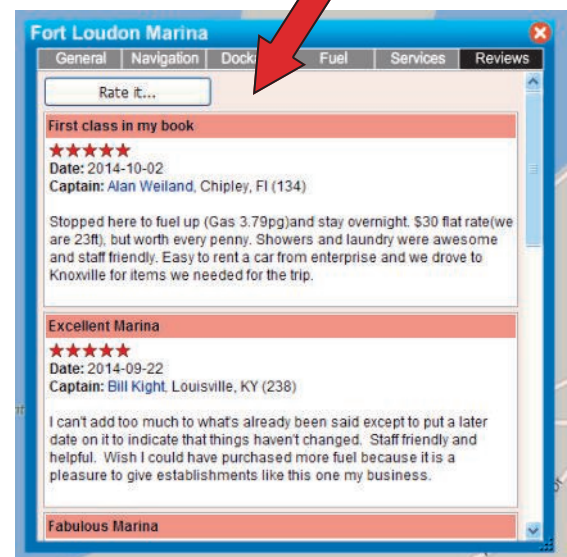 Fort Loudon Marina
General Navigation Fuel Services Reviews
Rate it...
First class in my book
Date: 2014-10-02
Captain: Alan Weiland, Chipley, Fl (134)
Stopped here to fuel up (Gas 3.79pg)and stay overnight. $30 flat rate(we
are 23ft), but worth every penny. Showers and laundry were awesome
and staff friendly. Easy to rent a car from enterprise and we drove to
Knoxville for items we needed for the trip.
Excellent Marina
Date: 2014-09-22
Captain: Bill Kight, Louisville, KY (238)
I can't add too much to what's already been said except to put a later
date on it to indicate that things haven't changed. Staff friendly and
helpful. Wish I could have purchased more fuel because it is a
pleasure to give establishments like this one my business.
Fabulous Marina